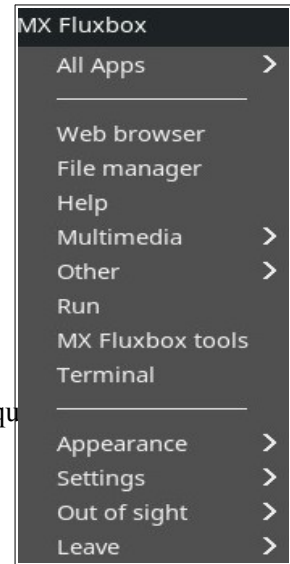 MX Fluxbox
All Apps >
Web browser
File manager
Help
Multimedia >
Other >
Run
MX Fluxbox tools
Terminal
qu
Appearance >
Settings >
Out of sight >
Leave >